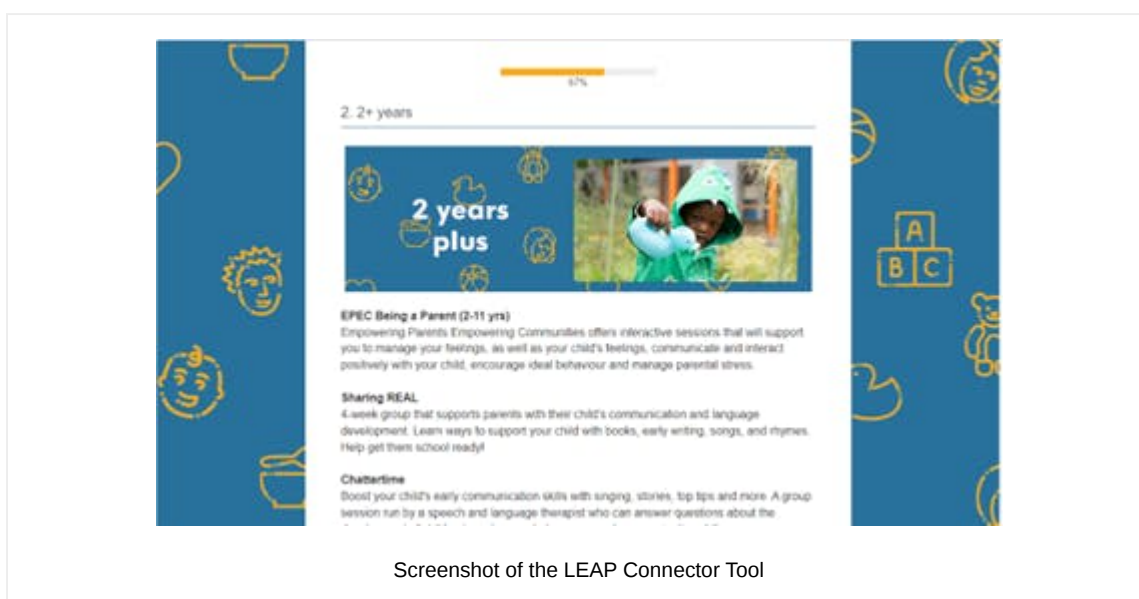 67%
2. 2+ years
2 years
plus
EPEC Being a Parent (2-11 yrs)
Empowering Parents Empowering Communities offers interactive sessions that will support
you to manage your feelings, as well as your child's feelings, communicate and interact
positively with your child, encourage ideal behaviour and manage parental stress.
Sharing REAL
4-week group that supports parents with their child's communication and language
development. Learn ways to support your child with books, early writing, songs, and rhymes.
Help get them school ready!
Chattertime
Boost your child's early communication skills with singing, stories, top tips and more. A group
session run by a speech and language therapist who can answer questions about the
A
B C
Screenshot of the LEAP Connector Tool